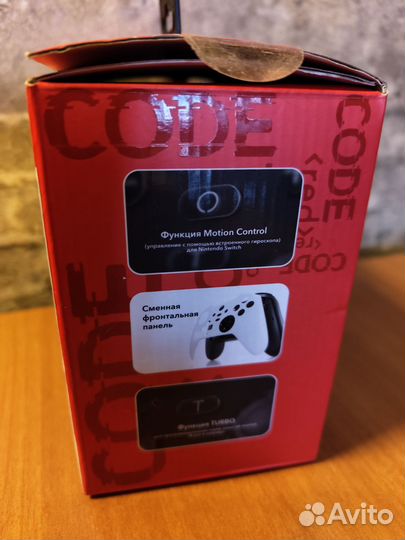 CODE
CODE
<red>
Функция Motion Control
(управление с помощью встроенного гироскопа)
для Nintendo Switch
CODE
Сменная
фронтальная
панель
CODE
Функция TURBO
Avito